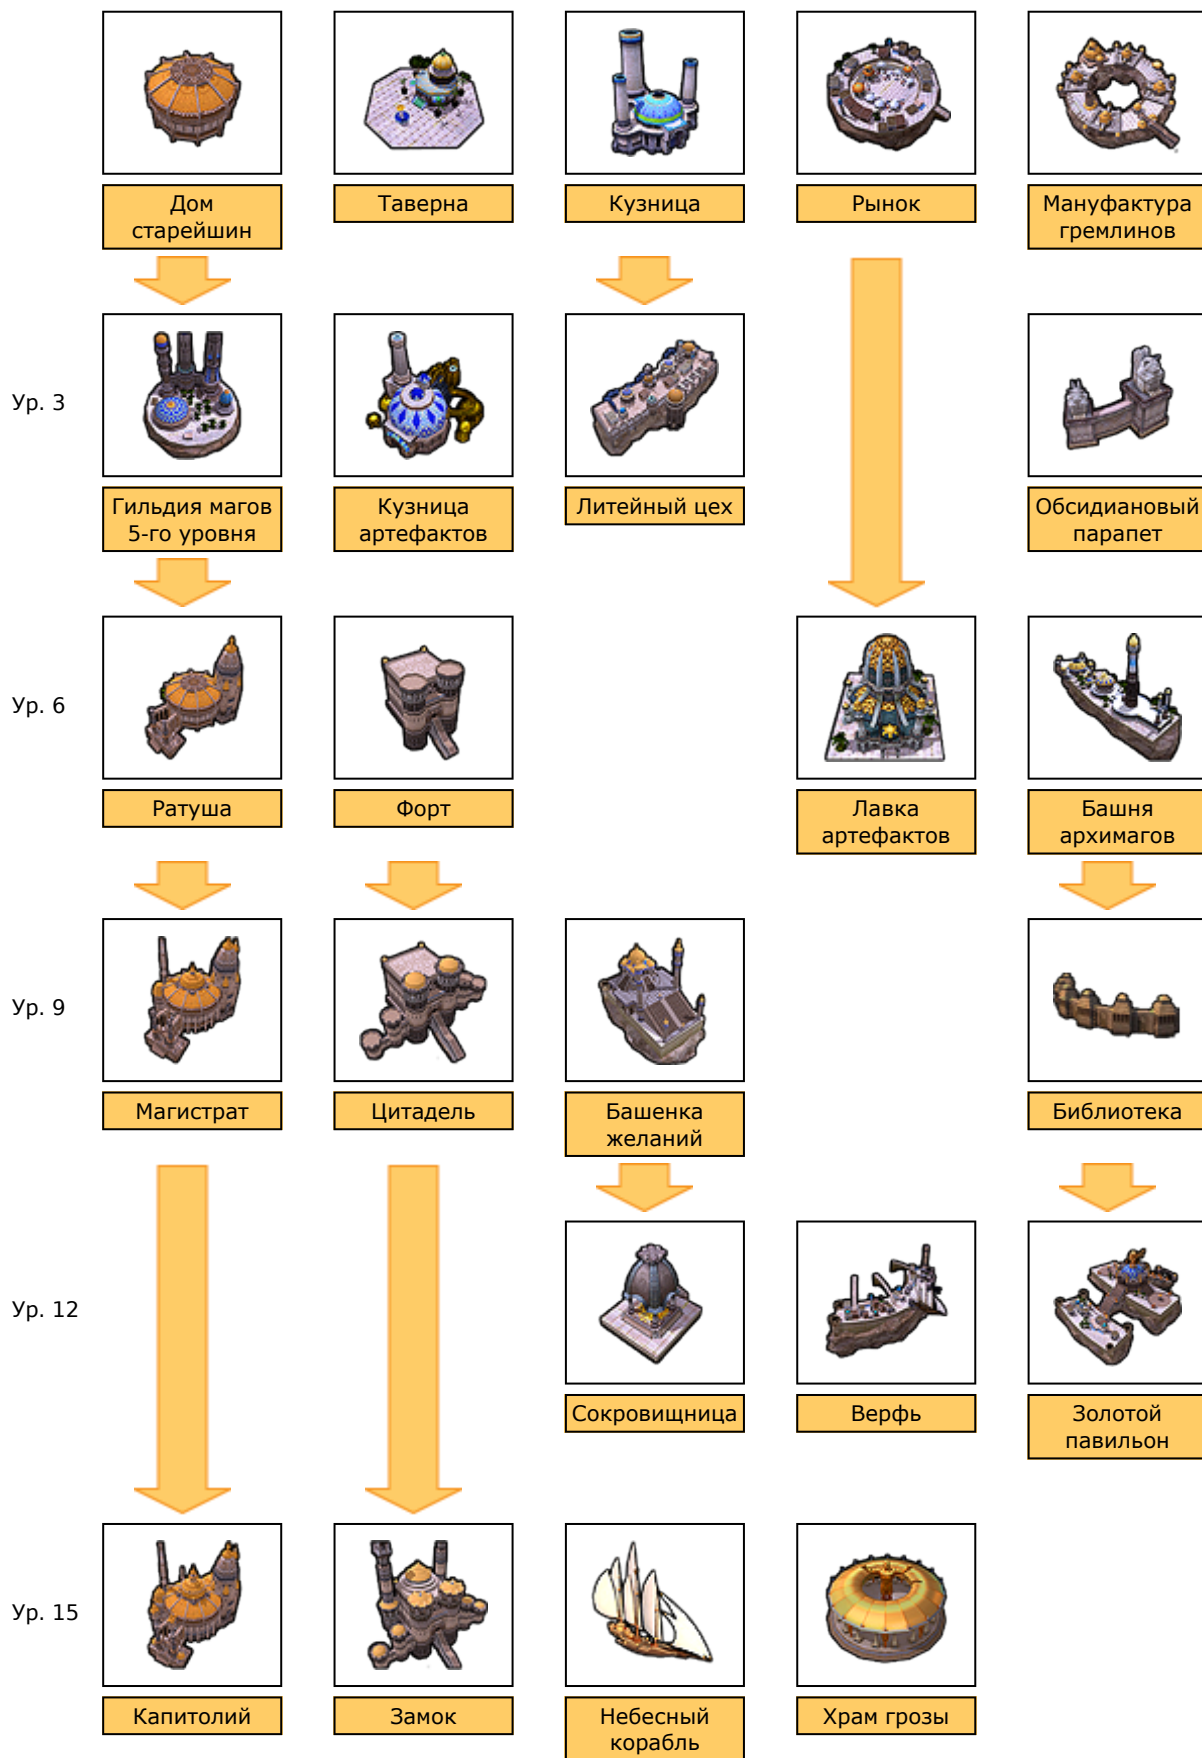 Дом
старейшин
Таверна
Кузница
Рынок
Мануфактура
гремлинов
Ур. 3
Гильдия магов
5-го уровня
Кузница
артефактов
Литейный цех
Обсидиановый
парапет
Ур. 6
Ратуша
Форт
Лавка
артефактов
Башня
архимагов
Ур. 9
Магистрат
Цитадель
Башенка
желаний
Библиотека
Ур. 12
Сокровищница
Верфь
Золотой
павильон
Ур. 15
Капитолий
Замок
Небесный
корабль
Храм грозы